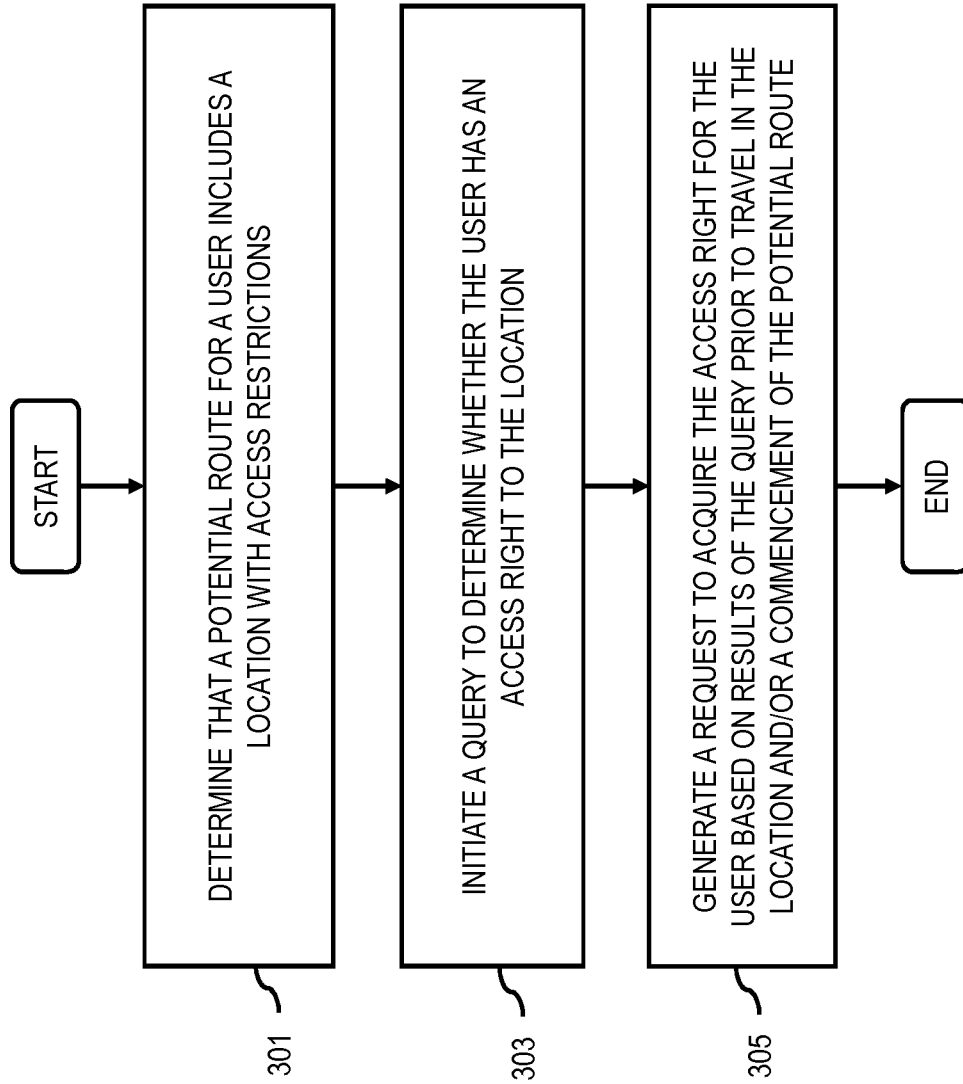 START
301
DETERMINE THAT A POTENTIAL ROUTE FOR A USER INCLUDES A
LOCATION WITH ACCESS RESTRICTIONS
303
INITIATE A QUERY TO DETERMINE WHETHER THE USER HAS AN
ACCESS RIGHT TO THE LOCATION
305
GENERATE A REQUEST TO ACQUIRE THE ACCESS RIGHT FOR THE
USER BASED ON RESULTS OF THE QUERY PRIOR TO TRAVEL IN THE
LOCATION AND/OR A COMMENCEMENT OF THE POTENTIAL ROUTE
END